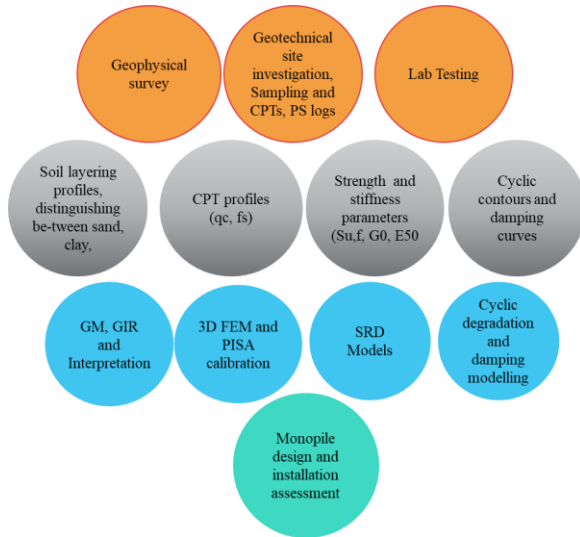 Geophysical
survey
Geotechnical
site
investigation,
Sampling and
CPTs, PS logs
Lab Testing
Soil layering
profiles,
distinguishing
be-tween sand,
clay,
CPT profiles
(qc, fs)
Strength and
stiffness
parameters
(Su,f, G0, E50
Cyclic
contours and
damping
curves
GM, GIR
and
Interpretation
3D FEM and
PISA
calibration
SRD
Models
Cyclic
degradation
and
damping
modelling
Monopile
design and
installation
assessment